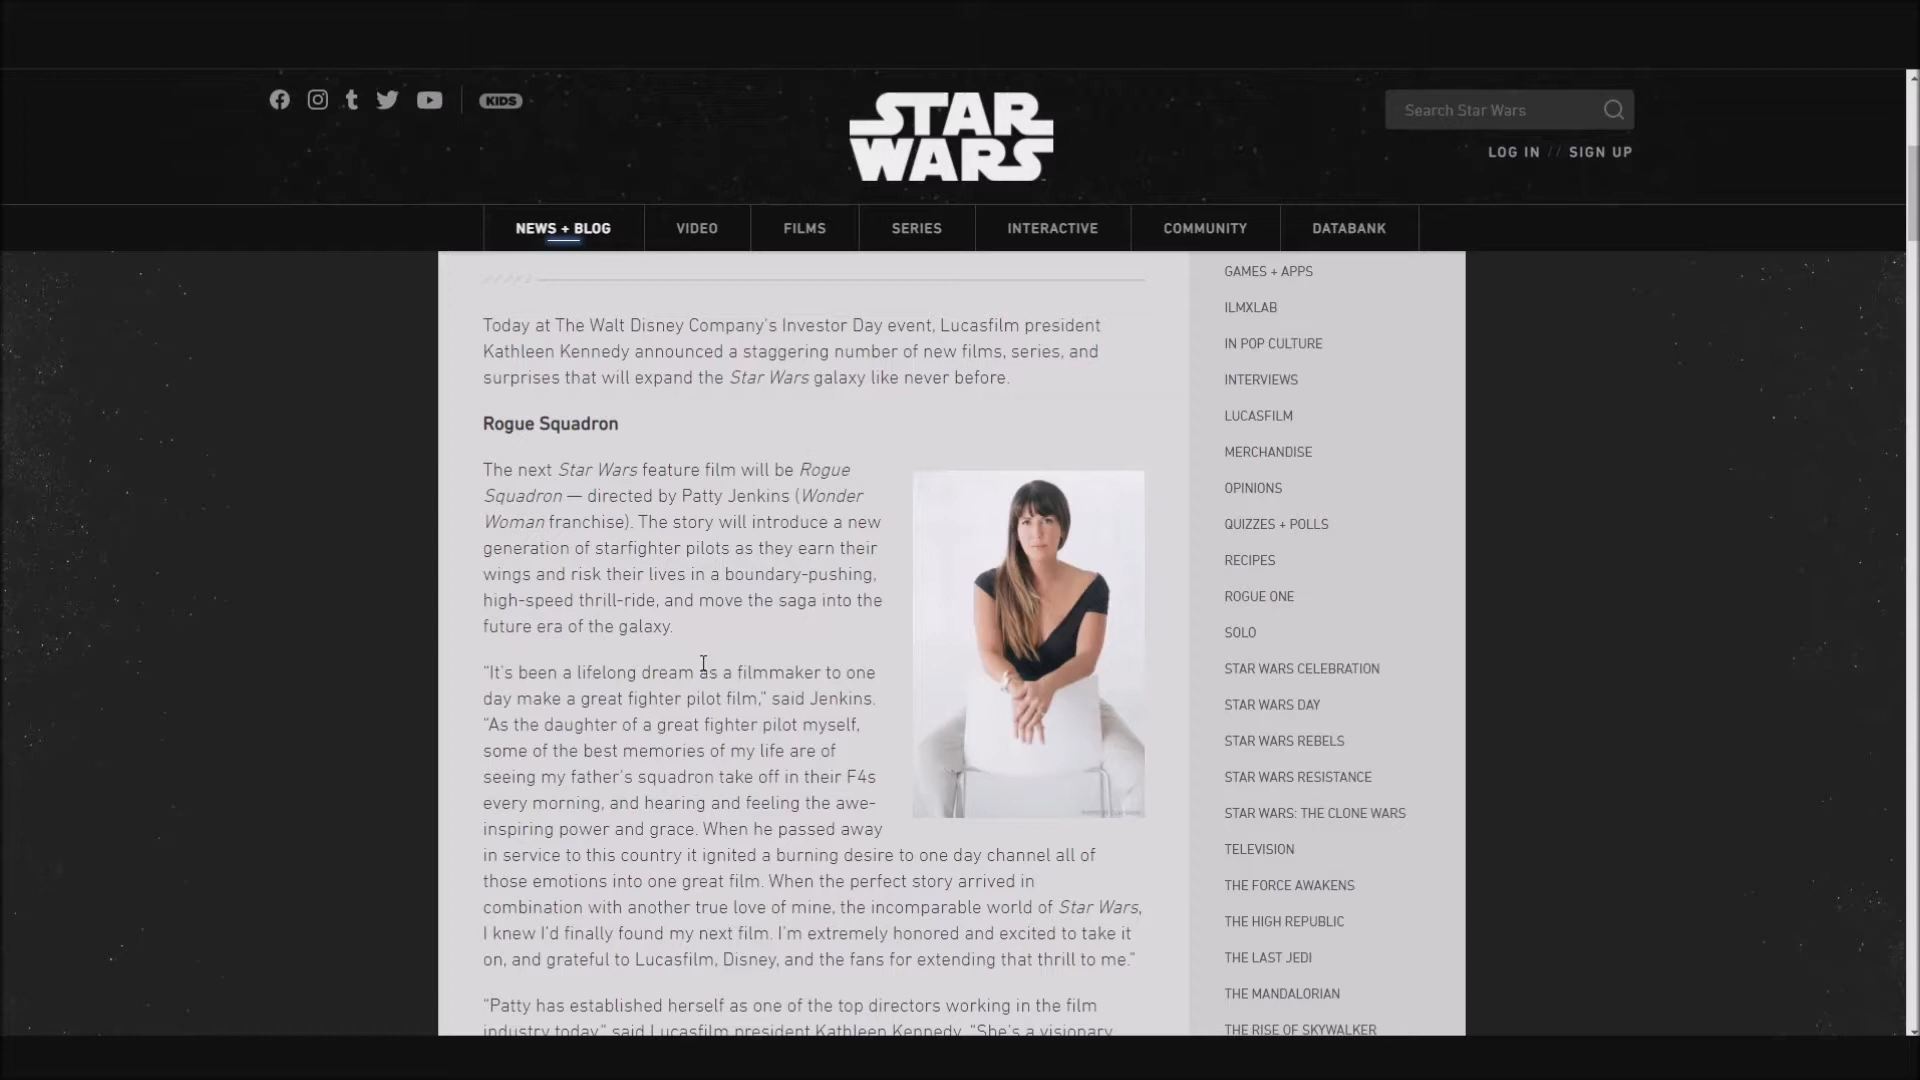 KIDS
STAR
WARS
Search Star Wars
LOG IN // SIGN UP
NEWS + BLOG
VIDEO
FILMS
SERIES
INTERACTIVE
COMMUNITY
DATABANK
Today at The Walt Disney Company's Investor Day event, Lucasfilm president
Kathleen Kennedy announced a staggering number of new films, series, and
surprises that will expand the Star Wars galaxy like never before.
Rogue Squadron
The next Star Wars feature film will be Rogue
Squadron — directed by Patty Jenkins (Wonder
Woman franchise). The story will introduce a new
generation of starfighter pilots as they earn their
wings and risk their lives in a boundary-pushing,
high-speed thrill-ride, and move the saga into the
future era of the galaxy.
“It's been a lifelong dream as a filmmaker to one
day make a great fighter pilot film,” said Jenkins.
“As the daughter of a great fighter pilot myself,
some of the best memories of my life are of
seeing my father's squadron take off in their F4s
every morning, and hearing and feeling the awe-
inspiring power and grace. When he passed away
in service to this country it ignited a burning desire to one day channel all of
those emotions into one great film. When the perfect story arrived in
combination with another true love of mine, the incomparable world of Star Wars,
I knew I'd finally found my next film. I'm extremely honored and excited to take it
on, and grateful to Lucasfilm, Disney, and the fans for extending that thrill to me.”
“Patty has established herself as one of the top directors working in the film
industry today,” said Lucasfilm president Kathleen Kennedy. “She's a visionary
GAMES + APPS
ILMXLAB
IN POP CULTURE
INTERVIEWS
LUCASFILM
MERCHANDISE
OPINIONS
QUIZZES + POLLS
RECIPES
ROGUE ONE
SOLO
STAR WARS CELEBRATION
STAR WARS DAY
STAR WARS REBELS
STAR WARS RESISTANCE
STAR WARS: THE CLONE WARS
TELEVISION
THE FORCE AWAKENS
THE HIGH REPUBLIC
THE LAST JEDI
THE MANDALORIAN
THE RISE OF SKYWALKER